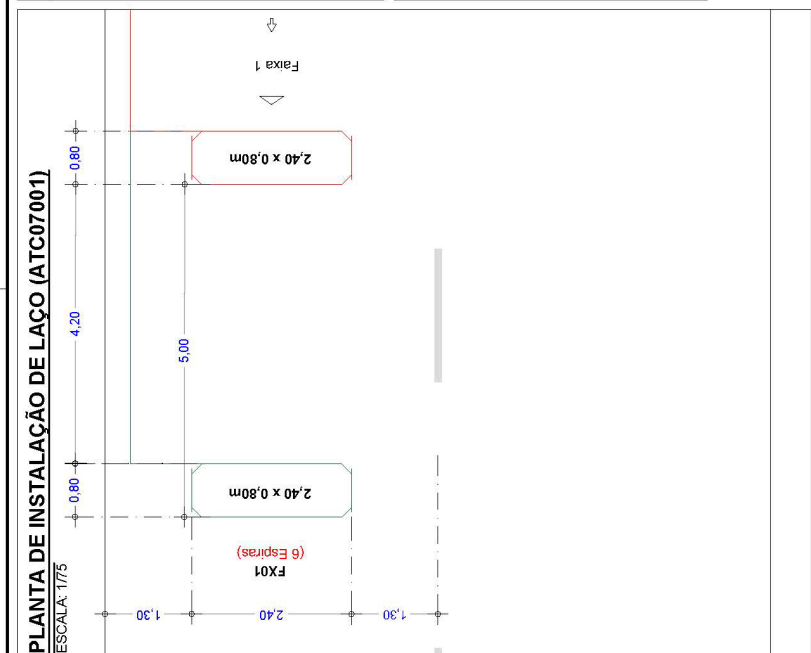 PLANTA DE INSTALAÇÃO DE LAÇO (ATC07001)
ESCALA: 1/75
Faixa 1
0,80
2,40 x 0,80m
4,20
5,00
0,80
2,40 x 0,80m
(6 Espiras)
FX01
1,30
2,40
1,30